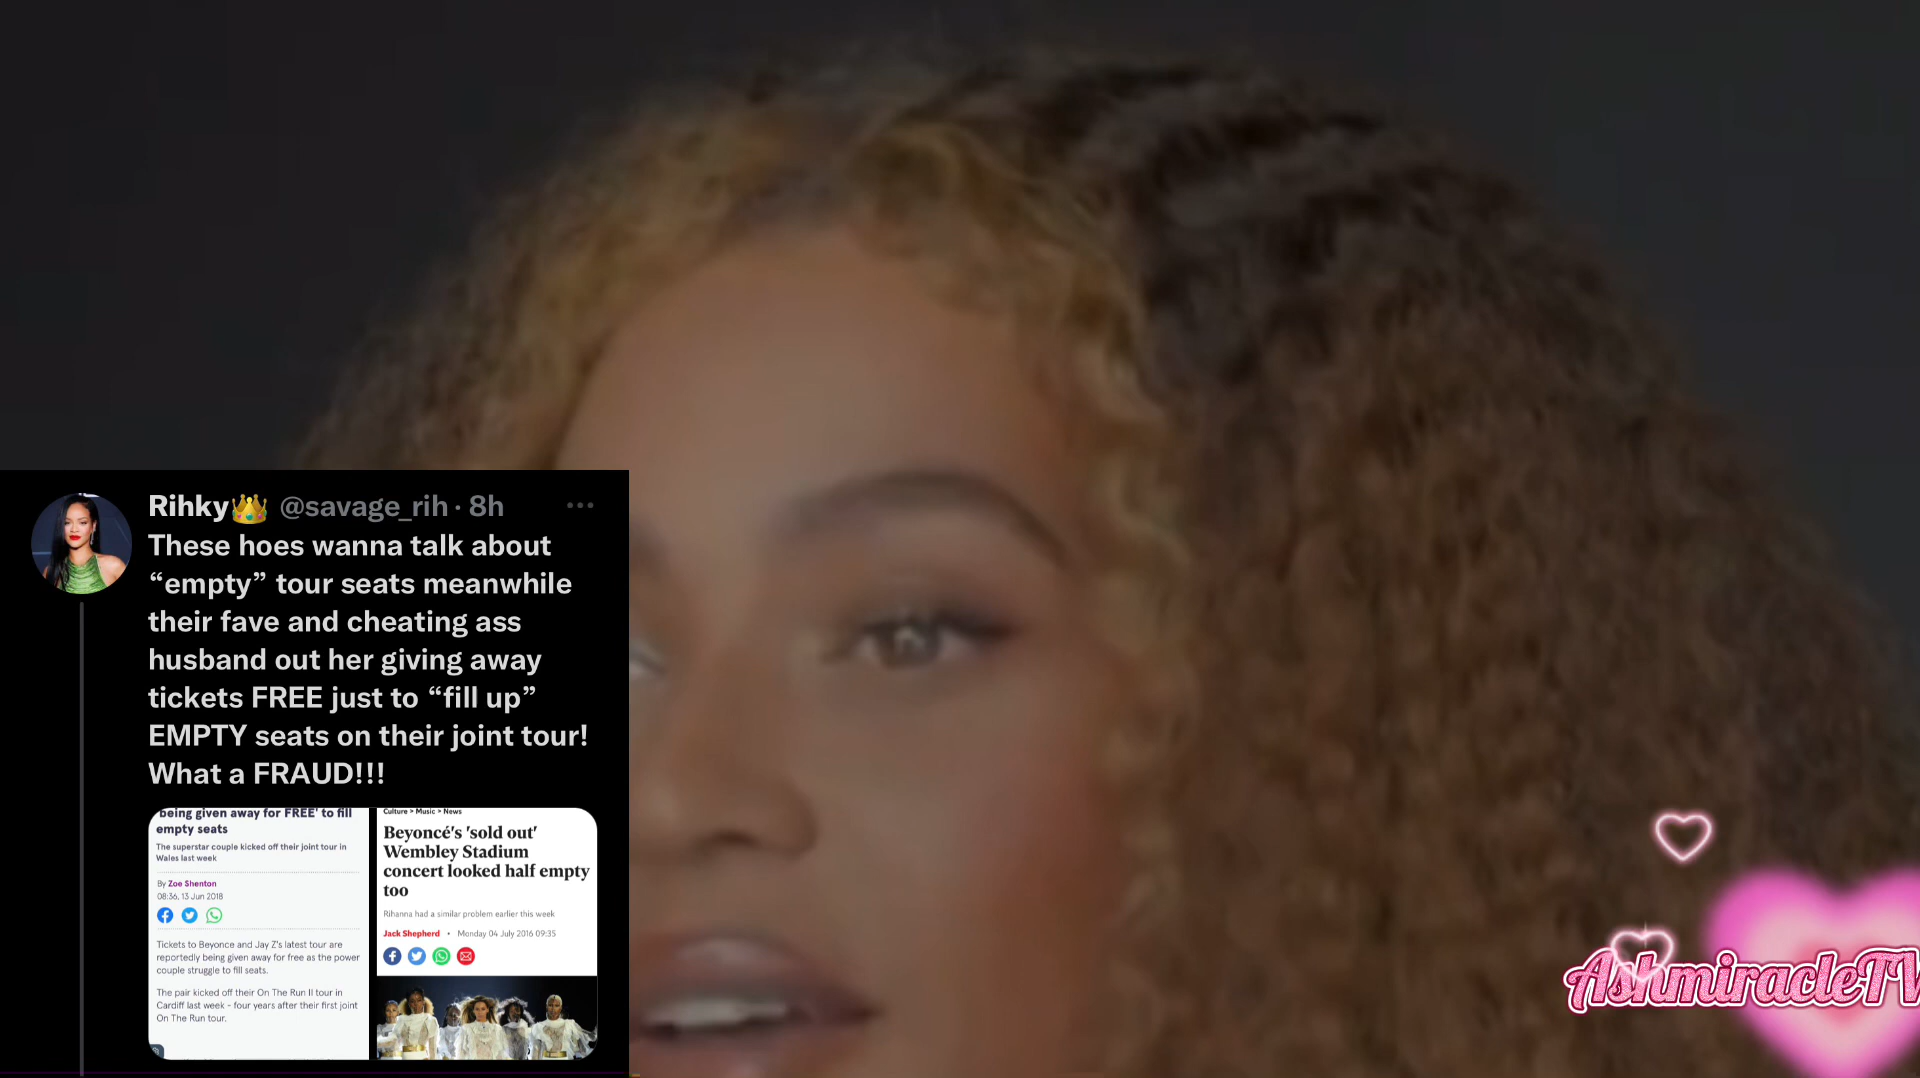 Rihky👑 @savage_rih · 8h
These hoes wanna talk about
“empty” tour seats meanwhile
their fave and cheating ass
husband out her giving away
tickets FREE just to “fill up”
EMPTY seats on their joint tour!
What a FRAUD!!!
being given away for FREE' to fill
empty seats
The superstar couple kicked off their joint tour in
Wales last week
By Zoe Shenton
08:36, 13 Jun 2018
Tickets to Beyonce and Jay Z's latest tour are
reportedly being given away for free as the power
couple struggle to fill seats.
The pair kicked off their On The Run II tour in
Cardiff last week - four years after their first joint
On The Run tour.
Culture > Music > News
Beyoncé's 'sold out'
Wembley Stadium
concert looked half empty
too
Rihanna had a similar problem earlier this week
Jack Shepherd • Monday 04 July 2016 09:35
AshmiracleTV